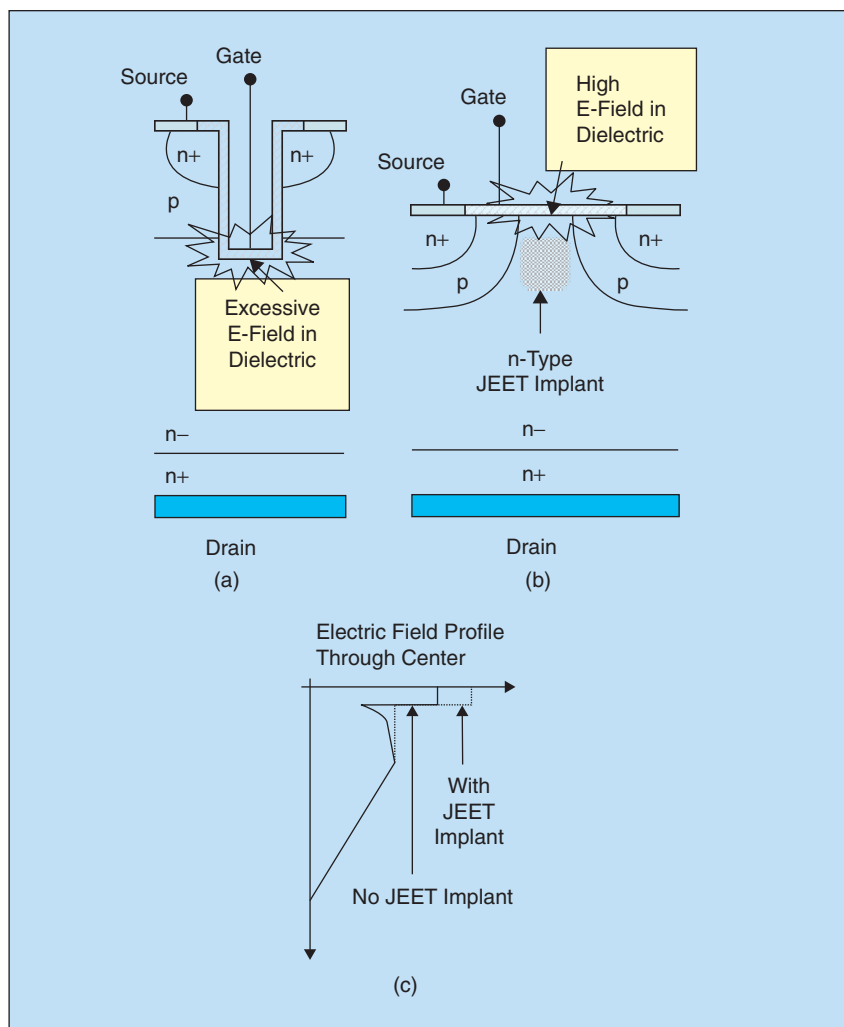 Gate
Source
n+
n+
p
Excessive
E-Field in
Dielectric
n−
n+
Drain
(a)
High
E-Field in
Dielectric
Gate
Source
n+
n+
p
p
n-Type
JEET Implant
n−
n+
Drain
(b)
Electric Field Profile
Through Center
With
JEET
Implant
No JEET Implant
(c)